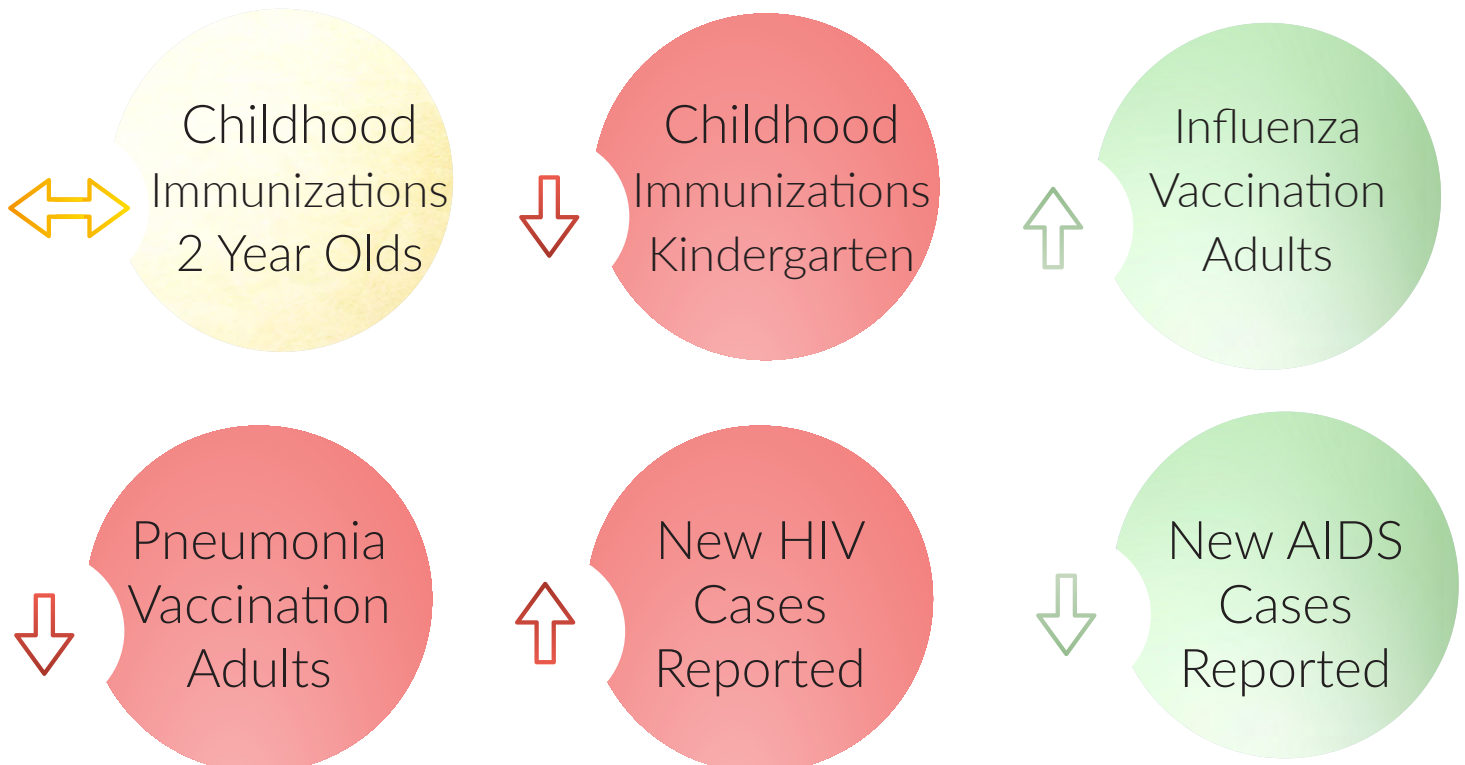 Childhood
Immunizations
2 Year Olds
Childhood
Immunizations
Kindergarten
Influenza
Vaccination
Adults
Pneumonia
Vaccination
Adults
New HIV
Cases
Reported
New AIDS
Cases
Reported